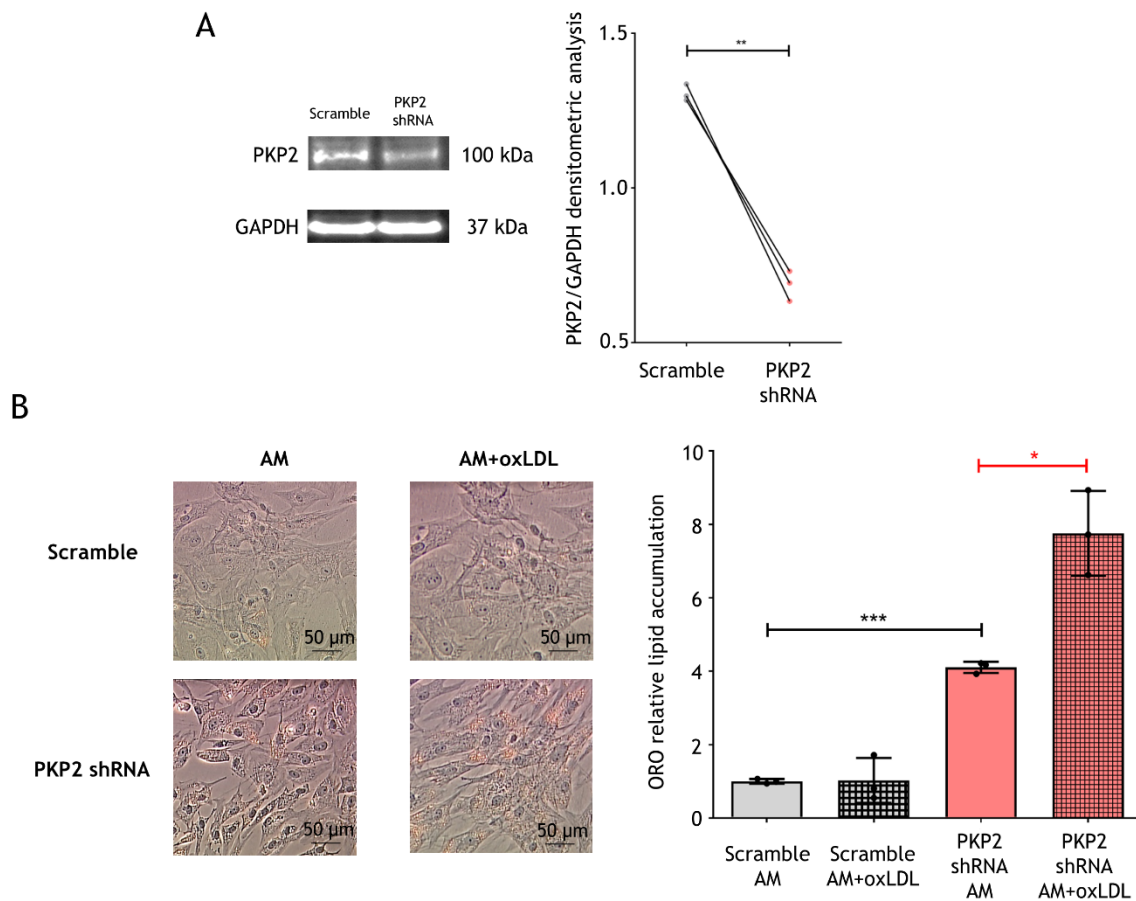 A
Scramble
PKP2
shRNA
PKP2
100 kDa
GAPDH
37 kDa
PKP2/GAPDH densitometric analysis
1.5
1.0
0.5
**
Scramble
PKP2
shRNA
B
AM
AM+oxLDL
Scramble
50 µm
50 µm
PKP2 shRNA
50 µm
50 µm
ORO relative lipid accumulation
10
8
6
4
2
0
***
*
Scramble
AM
Scramble
AM+oxLDL
PKP2
shRNA
AM
PKP2
shRNA
AM+oxLDL